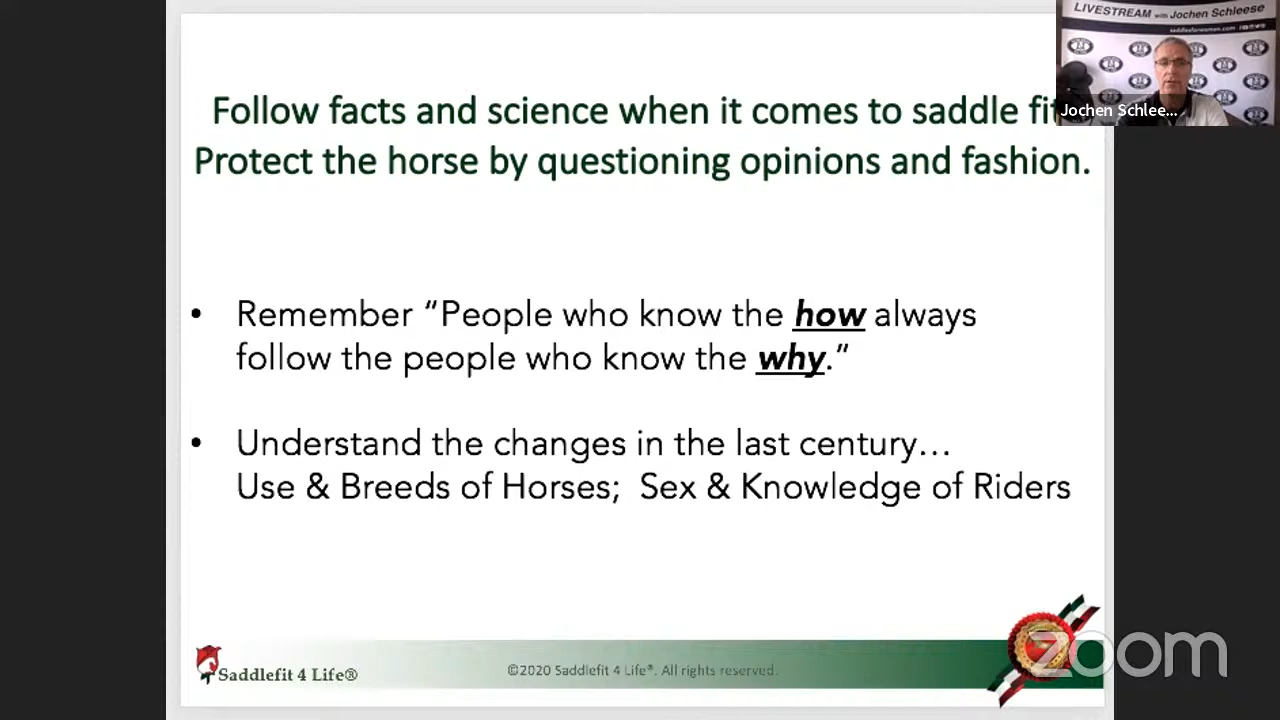 LIVESTREAM with Jochen Schleese
saddlesforwomen.com
Jochen Schlee...
Follow facts and science when it comes to saddle fit
Protect the horse by questioning opinions and fashion.
• Remember “People who know the how always
follow the people who know the why.”
• Understand the changes in the last century...
Use & Breeds of Horses; Sex & Knowledge of Riders
Saddlefit 4 Life®
©2020 Saddlefit 4 Life®. All rights reserved.
zoom